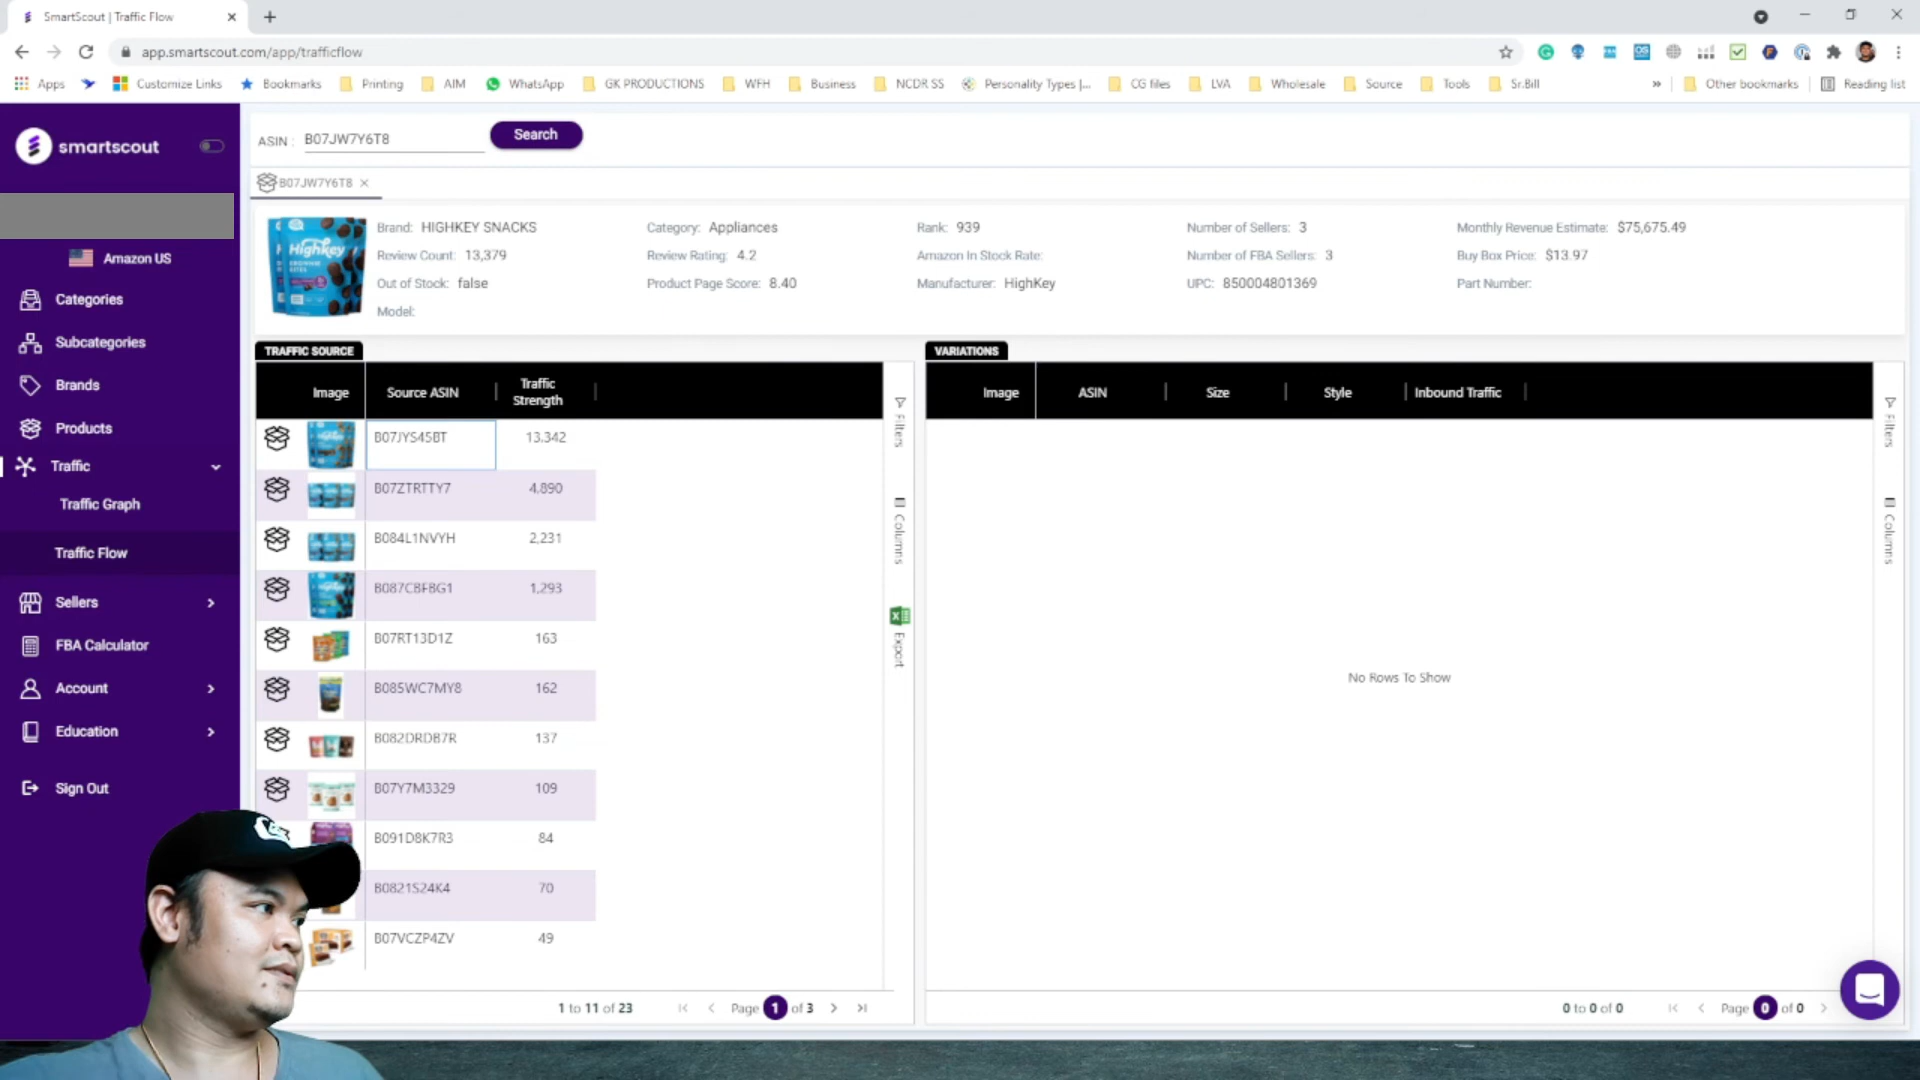 SmartScout | Traffic Flow
app.smartscout.com/app/trafficflow
Apps Customize Links Bookmarks Printing AIM WhatsApp GK PRODUCTIONS WFH Business NCDR SS Personality Types |... CG files LVA Wholesale Source Tools Sr.Bill » Other bookmarks Reading list
smartscout
Amazon US
Categories
Subcategories
Brands
Products
Traffic
Traffic Graph
Traffic Flow
Sellers
FBA Calculator
Account
Education
Sign Out
ASIN : B07JW7Y6T8 Search
B07JW7Y6T8
Highkey
Brand: HIGHKEY SNACKS Category: Appliances Rank: 939 Number of Sellers: 3 Monthly Revenue Estimate: $75,675.49
Review Count: 13,379 Review Rating: 4.2 Amazon In Stock Rate: Number of FBA Sellers: 3 Buy Box Price: $13.97
Out of Stock: false Product Page Score: 8.40 Manufacturer: HighKey UPC: 850004801369 Part Number:
Model:
TRAFFIC SOURCE
Image Source ASIN Traffic Strength
B07JYS45BT 13,342
B07ZTRTTY7 4,890
B084L1NVYH 2,231
B087CBFBG1 1,293
B07RT13D1Z 163
B085WC7MY8 162
B082DRDB7R 137
B07Y7M3329 109
B091D8K7R3 84
B0821S24K4 70
B07VCZP4ZV 49
1 to 11 of 23 Page 1 of 3
Filters
Columns
Export
VARIATIONS
Image ASIN Size Style Inbound Traffic
No Rows To Show
0 to 0 of 0 Page 0 of 0
Filters
Columns